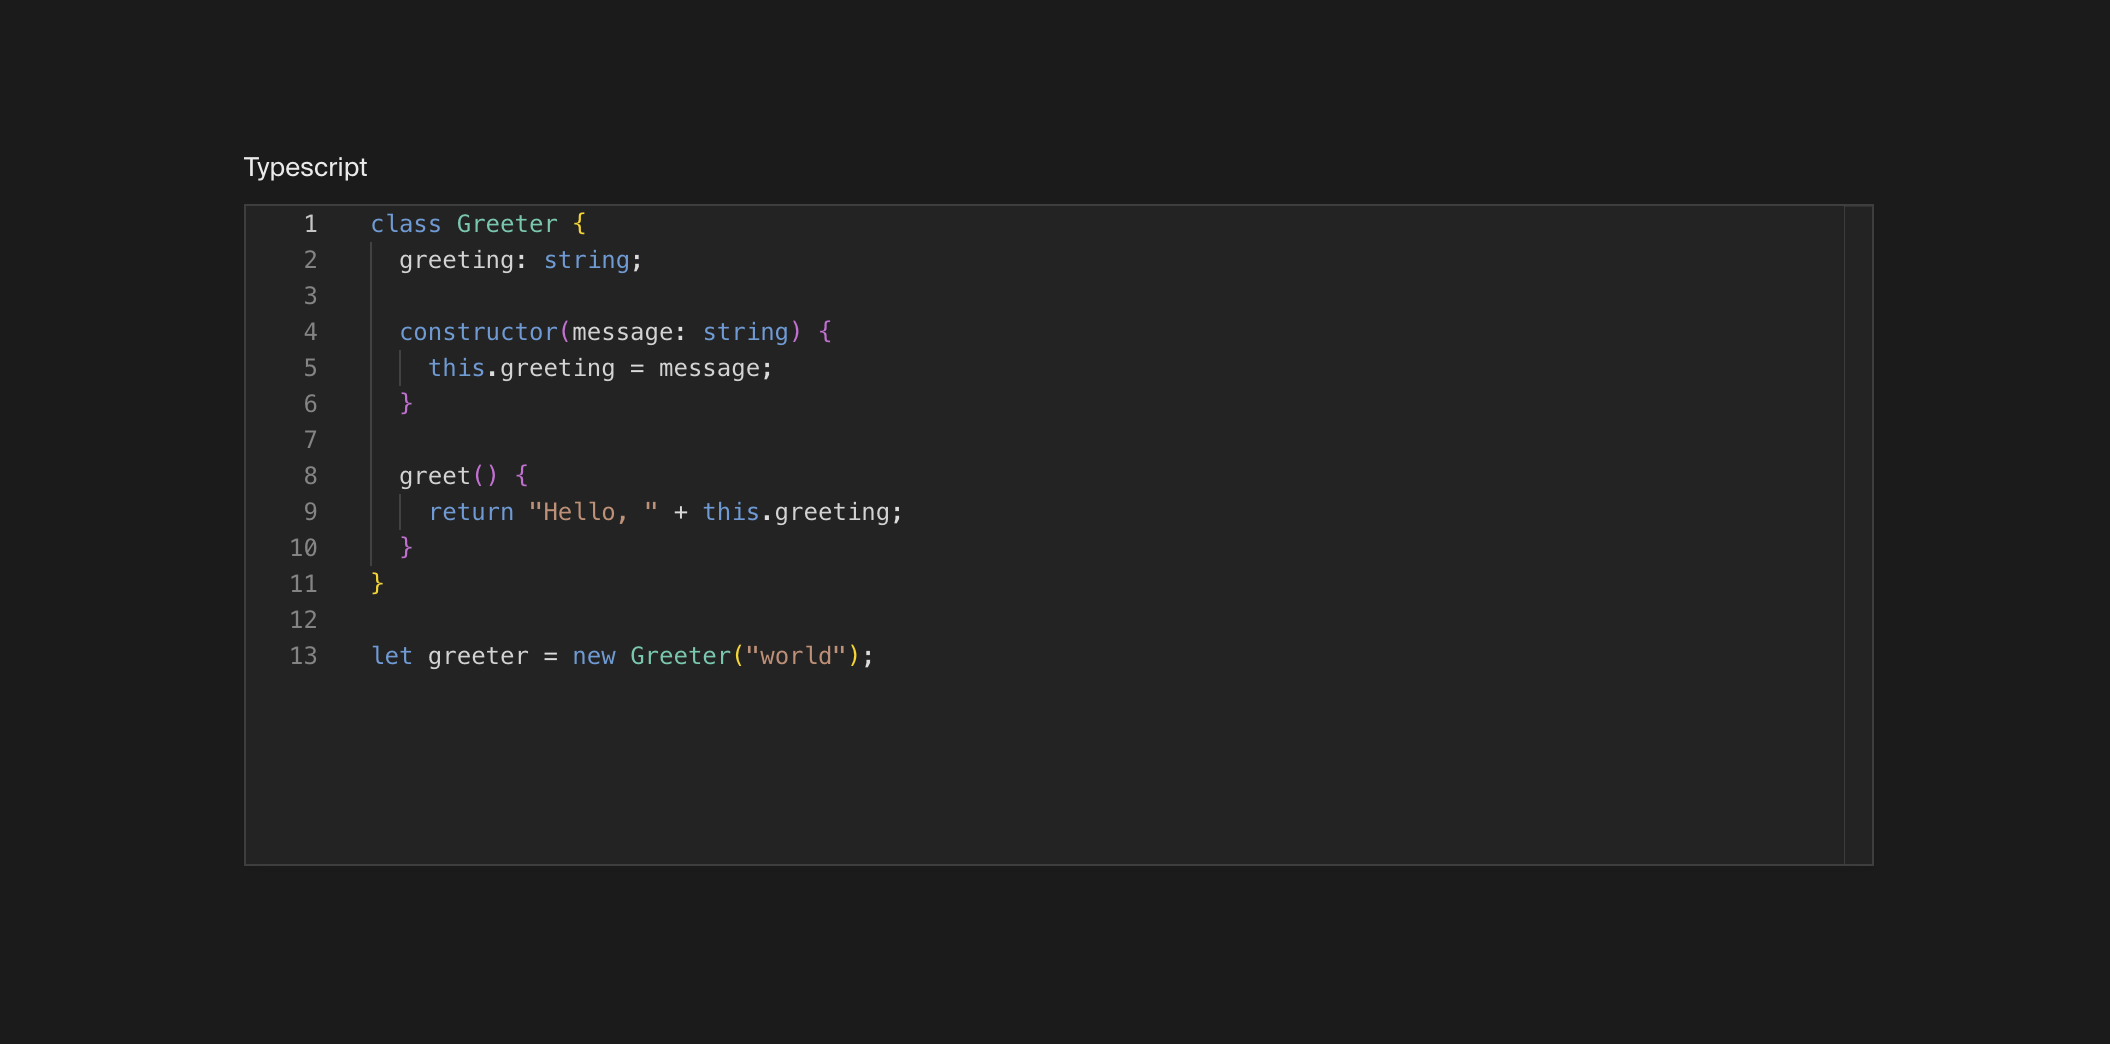 Typescript
1 class Greeter {
2   greeting: string;
3
4   constructor(message: string) {
5     this.greeting = message;
6   }
7
8   greet() {
9     return "Hello, " + this.greeting;
10   }
11 }
12
13 let greeter = new Greeter("world");